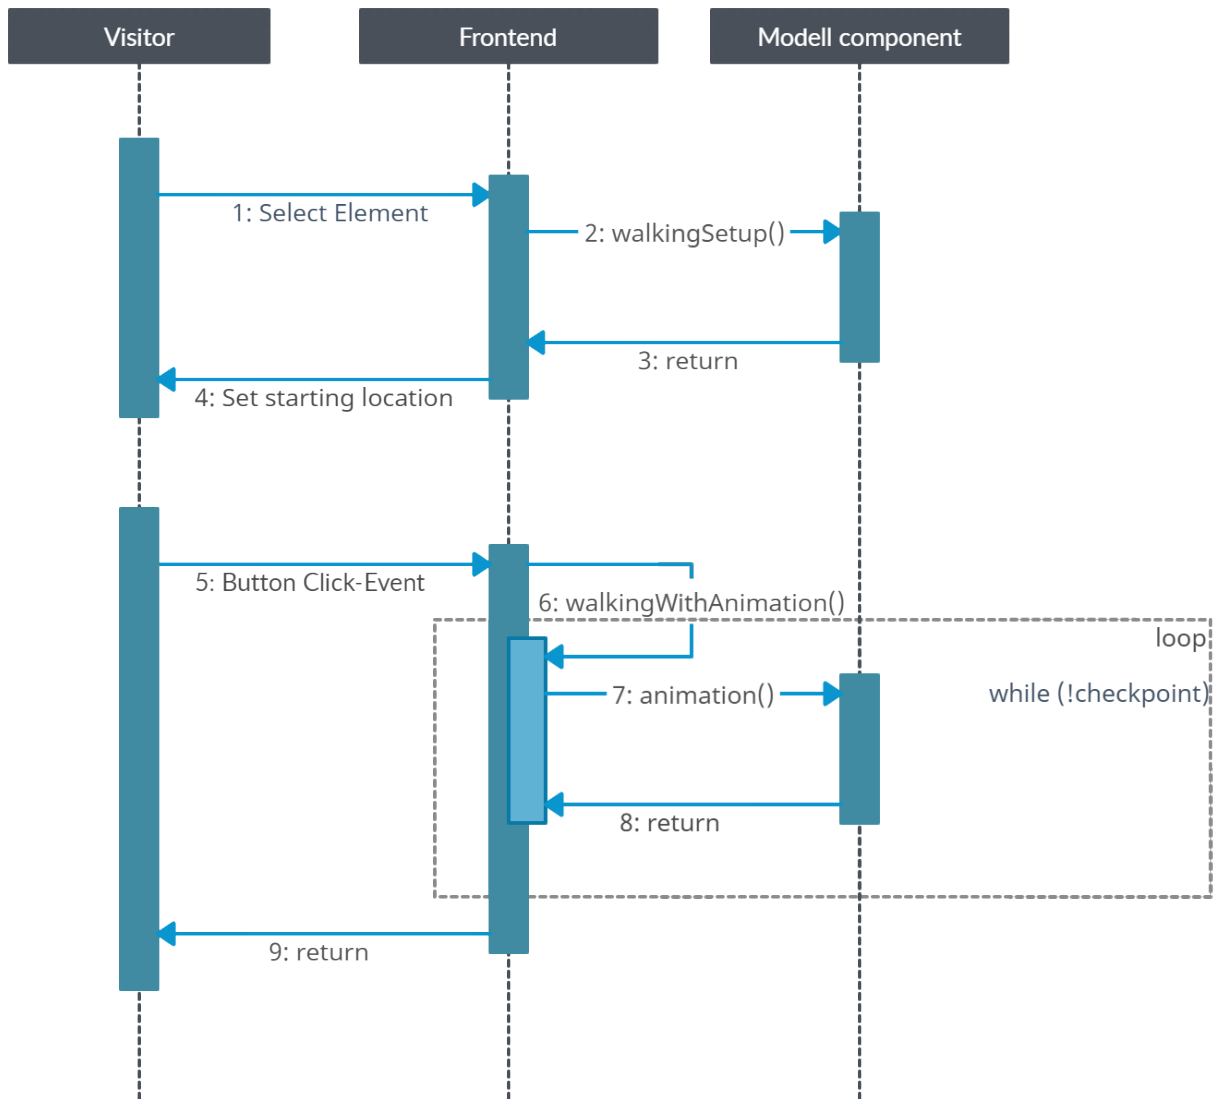 Visitor
Frontend
Modell component
1: Select Element
2: walkingSetup()
3: return
4: Set starting location
5: Button Click-Event
6: walkingWithAnimation()
loop
7: animation()
while (!checkpoint)
8: return
9: return